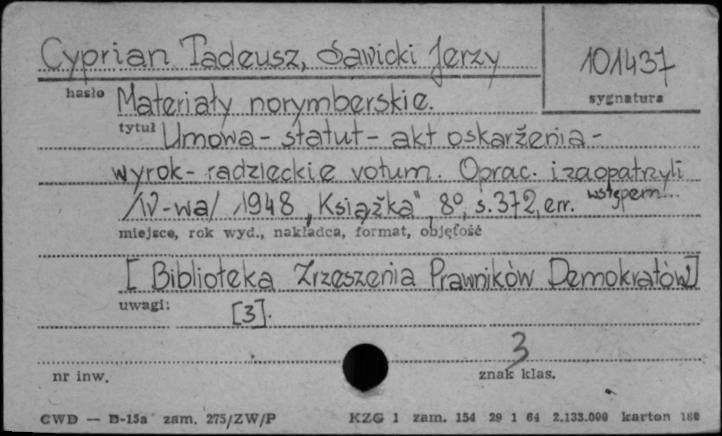 Cyprian Tadeusz, Sawicki Jerzy
101437
hasło
sygnatura
Materiały norymberskie.
tytuł Umowa - statut - akt oskarżenia -
wyrok - radzieckie votum. Oprac. i zaopatrzyli
wstępem...
/W-wa/ 1948 „Książka" 8°, s. 372, err.
miejsce, rok wyd., nakładca, format, objętość
[Biblioteka Zrzeszenia Prawników Demokratów]
uwagi: [3].
3
nr inw. znak klas.
CWD — D-15a zam. 275/ZW/P KZG 1 zam. 154 29 1 64 2.133.000 karton